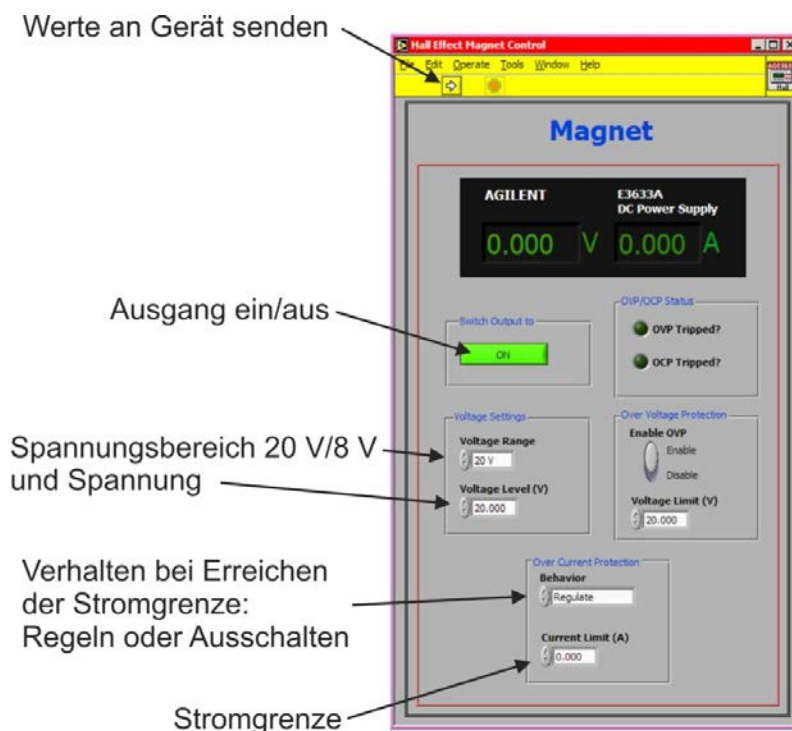 Werte an Gerät senden
Hall Effect Magnet Control
File Edit Operate Tools Window Help
Hall
Magnet
AGILENT
E3633A
DC Power Supply
0.000 V 0.000 A
Ausgang ein/aus
Switch Output to
ON
OVP/OCP Status
OVP Tripped?
OCP Tripped?
Spannungsbereich 20 V/8 V
und Spannung
Voltage Settings
Voltage Range
20 V
Voltage Level (V)
20.000
Over Voltage Protection
Enable OVP
Enable
Disable
Voltage Limit (V)
20.000
Verhalten bei Erreichen
der Stromgrenze:
Regeln oder Ausschalten
Over Current Protection
Behavior
Regulate
Current Limit (A)
0.000
Stromgrenze